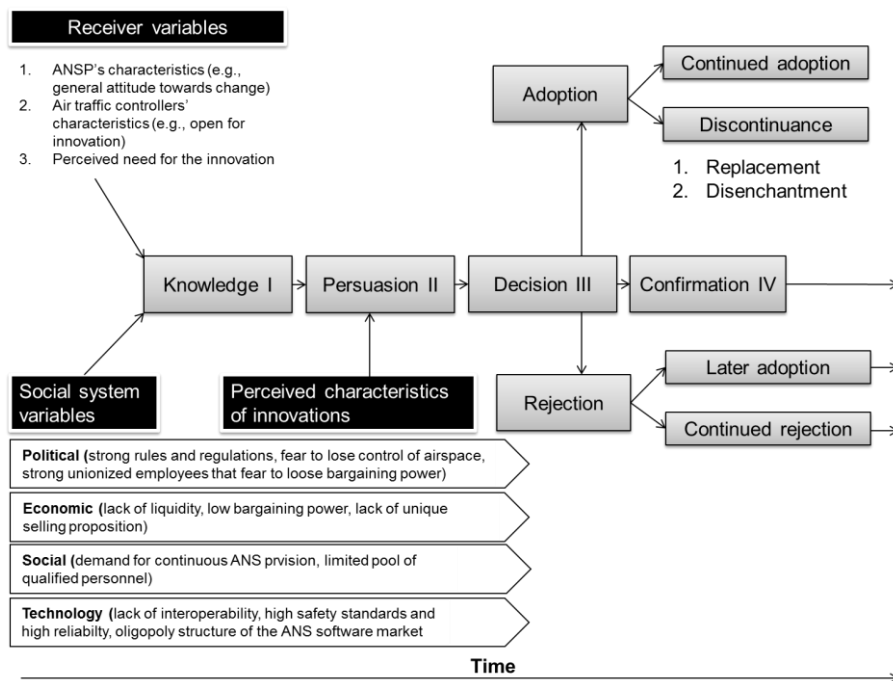 Receiver variables
1. ANSP's characteristics (e.g.,
general attitude towards change)
2. Air traffic controllers'
characteristics (e.g., open for
innovation)
3. Perceived need for the innovation
Adoption
Continued adoption
Discontinuance
1. Replacement
2. Disenchantment
Knowledge I
Persuasion II
Decision III
Confirmation IV
Social system
variables
Perceived characteristics
of innovations
Rejection
Later adoption
Continued rejection
Political (strong rules and regulations, fear to lose control of airspace,
strong unionized employees that fear to loose bargaining power)
Economic (lack of liquidity, low bargaining power, lack of unique
selling proposition)
Social (demand for continuous ANS prvision, limited pool of
qualified personnel)
Technology (lack of interoperability, high safety standards and
high reliabilty, oligopoly structure of the ANS software market
Time